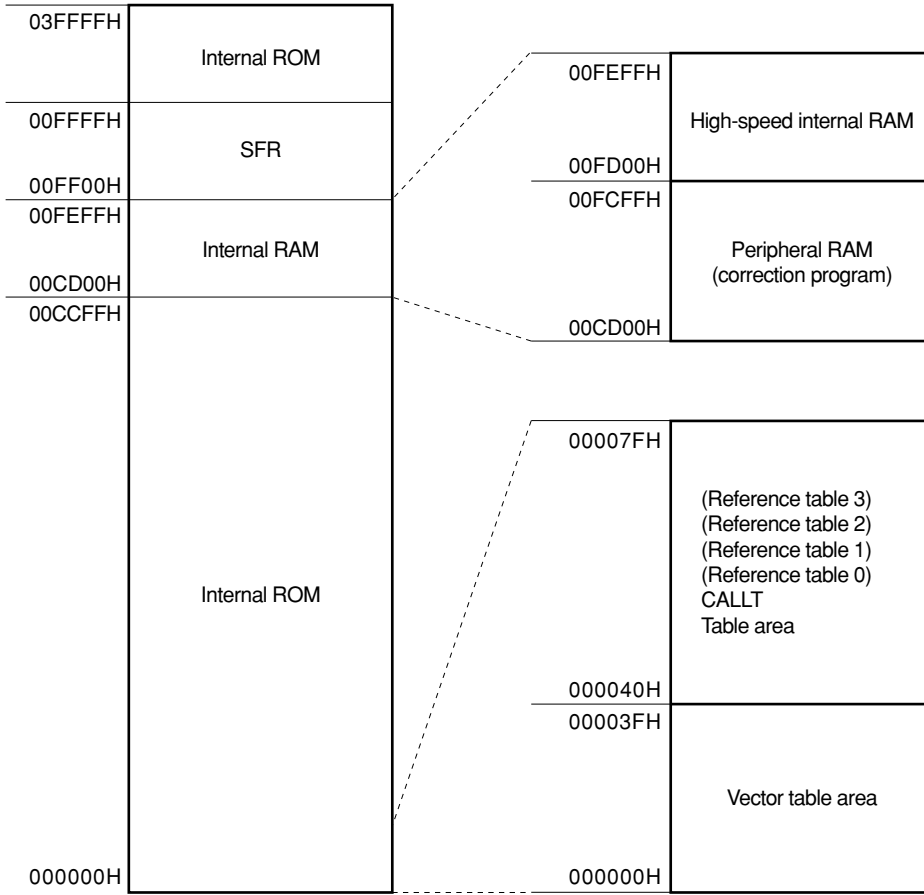 03FFFFH
Internal ROM
00FFFFH
SFR
00FF00H
00FEFFH
Internal RAM
00CD00H
00CCFFH
Internal ROM
000000H
00FEFFH
High-speed internal RAM
00FD00H
00FCFFH
Peripheral RAM
(correction program)
00CD00H
00007FH
(Reference table 3)
(Reference table 2)
(Reference table 1)
(Reference table 0)
CALLT
Table area
000040H
00003FH
Vector table area
000000H